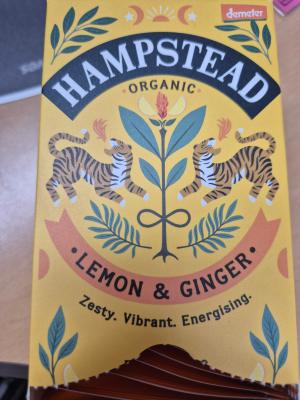 demeter
HAMPSTEAD
ORGANIC
• LEMON & GINGER •
Zesty. Vibrant. Energising.